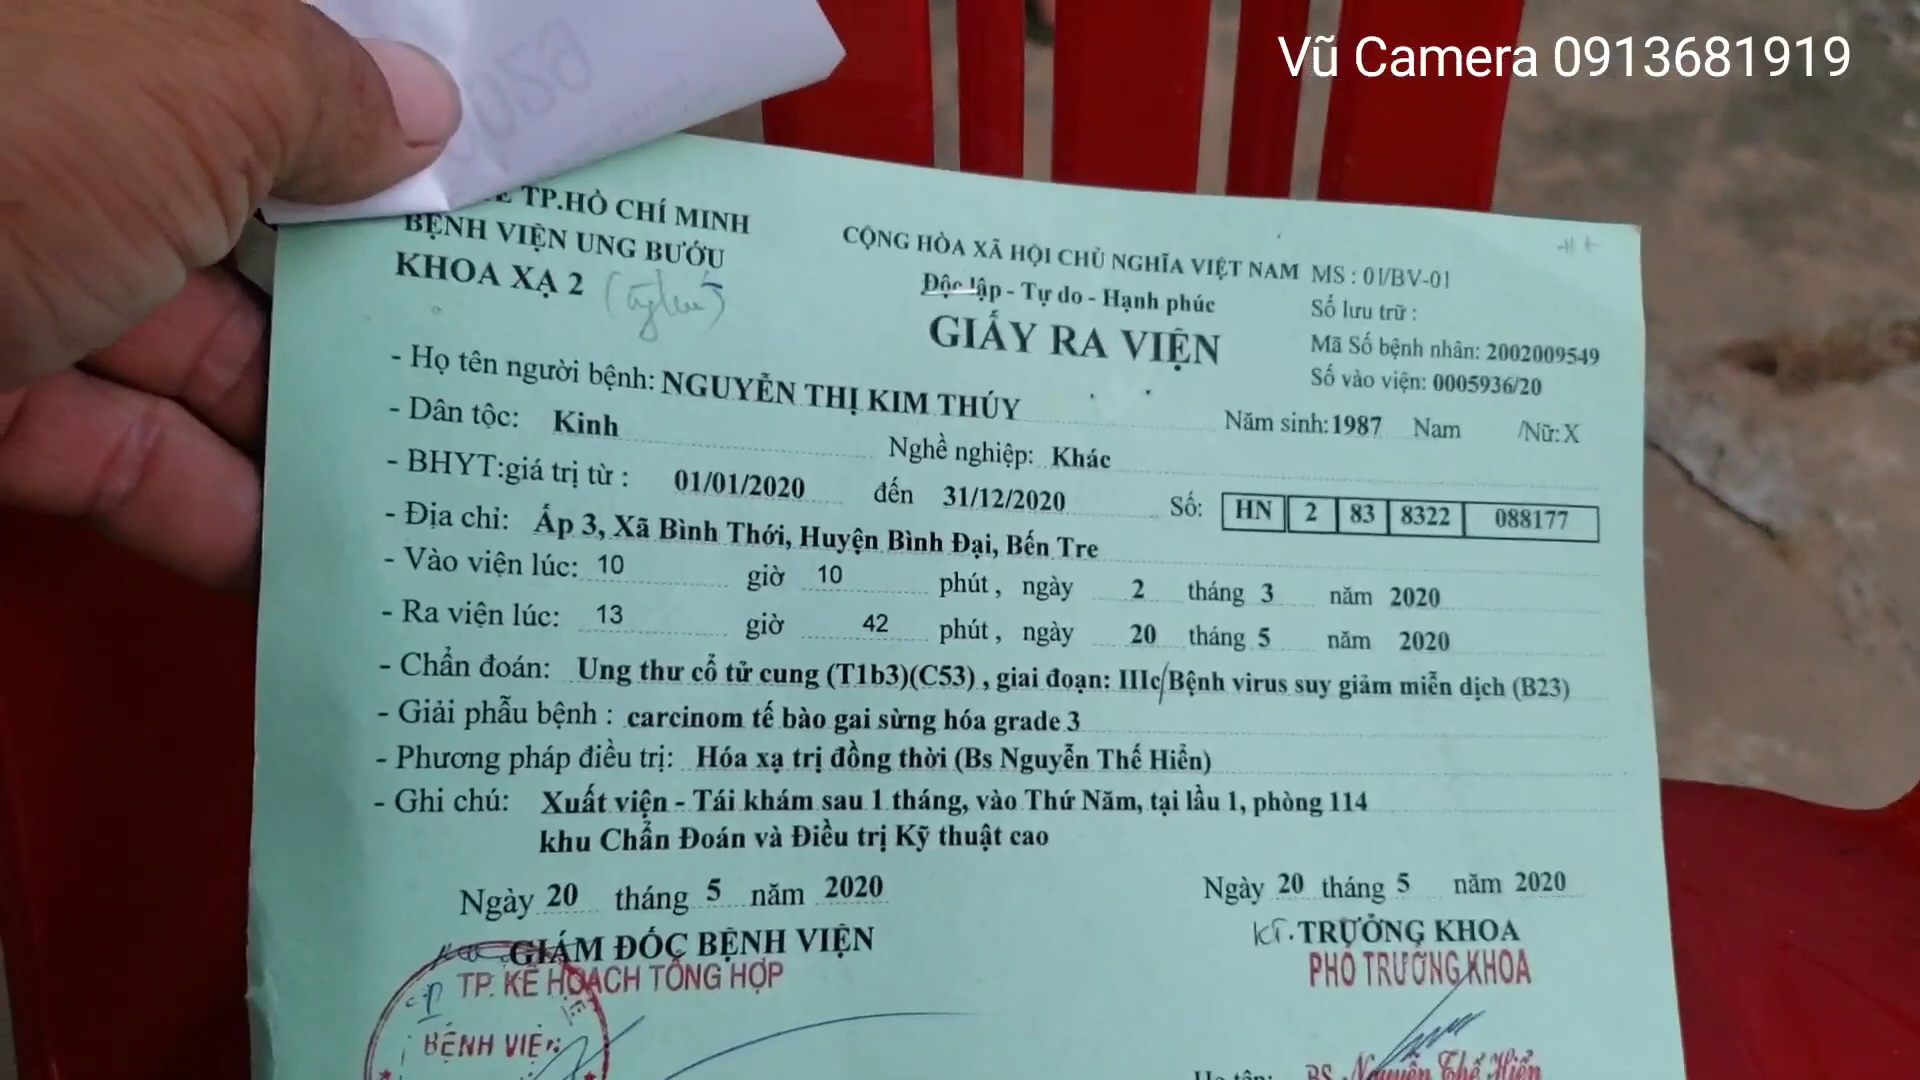 Vũ Camera 0913681919
TP.HỒ CHÍ MINH
BỆNH VIỆN UNG BƯỚU
KHOA XẠ 2
CỘNG HÒA XÃ HỘI CHỦ NGHĨA VIỆT NAM
Độc lập - Tự do - Hạnh phúc
GIẤY RA VIỆN
MS : 01/BV-01
Số lưu trữ :
Mã Số bệnh nhân: 2002009549
Số vào viện: 0005936/20
- Họ tên người bệnh: NGUYỄN THỊ KIM THÚY Năm sinh: 1987 Nam /Nữ: X
- Dân tộc: Kinh Nghề nghiệp: Khác
- BHYT:giá trị từ : 01/01/2020 đến 31/12/2020 Số: HN 2 83 8322 088177
- Địa chỉ: Ấp 3, Xã Bình Thới, Huyện Bình Đại, Bến Tre
- Vào viện lúc: 10 giờ 10 phút , ngày 2 tháng 3 năm 2020
- Ra viện lúc: 13 giờ 42 phút , ngày 20 tháng 5 năm 2020
- Chẩn đoán: Ung thư cổ tử cung (T1b3)(C53) , giai đoạn: IIIc/Bệnh virus suy giảm miễn dịch (B23)
- Giải phẫu bệnh : carcinom tế bào gai sừng hóa grade 3
- Phương pháp điều trị: Hóa xạ trị đồng thời (Bs Nguyễn Thế Hiển)
- Ghi chú: Xuất viện - Tái khám sau 1 tháng, vào Thứ Năm, tại lầu 1, phòng 114
khu Chẩn Đoán và Điều trị Kỹ thuật cao
Ngày 20 tháng 5 năm 2020
GIÁM ĐỐC BỆNH VIỆN
TP. KẾ HOẠCH TỔNG HỢP
BỆNH VIỆN
Ngày 20 tháng 5 năm 2020
KT. TRƯỞNG KHOA
PHÓ TRƯỞNG KHOA
Họ tên: BS. Nguyễn Thế Hiển